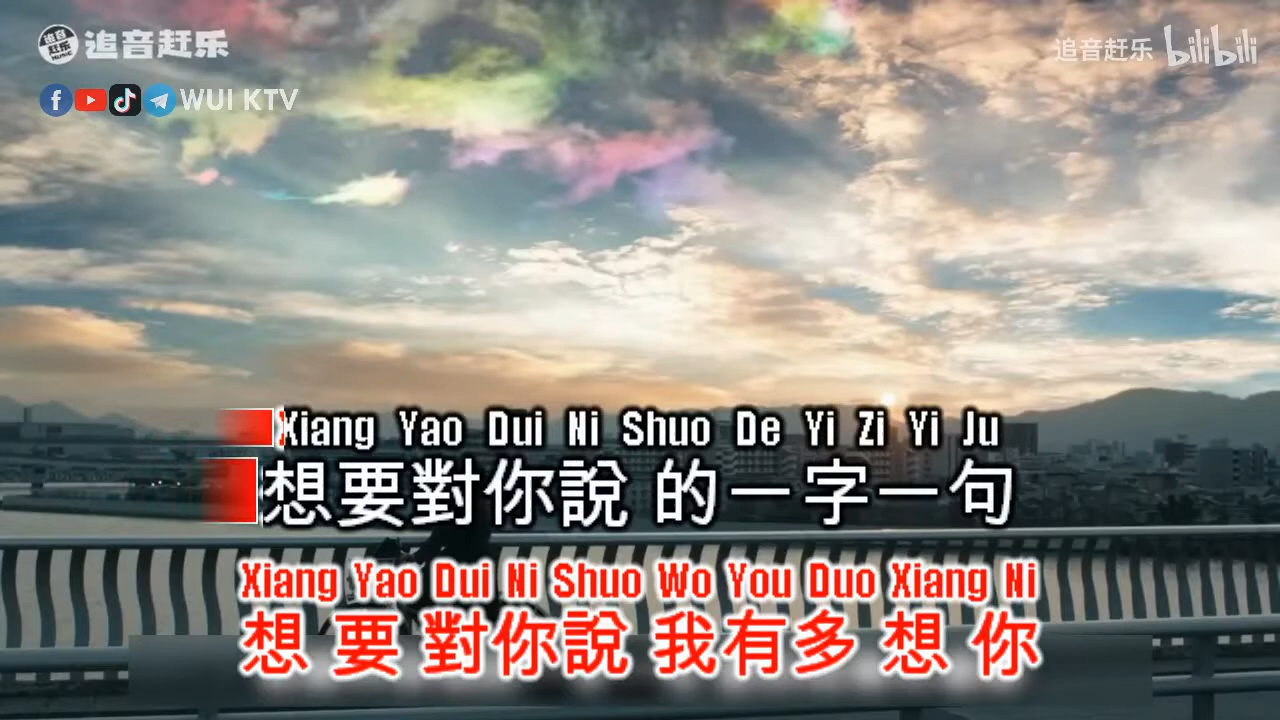 追音赶乐
追音赶乐 bilibili
WUI KTV
Xiang Yao Dui Ni Shuo De Yi Zi Yi Ju
想要對你說 的一字一句
Xiang Yao Dui Ni Shuo Wo You Duo Xiang Ni
想 要 對你說 我有多 想 你